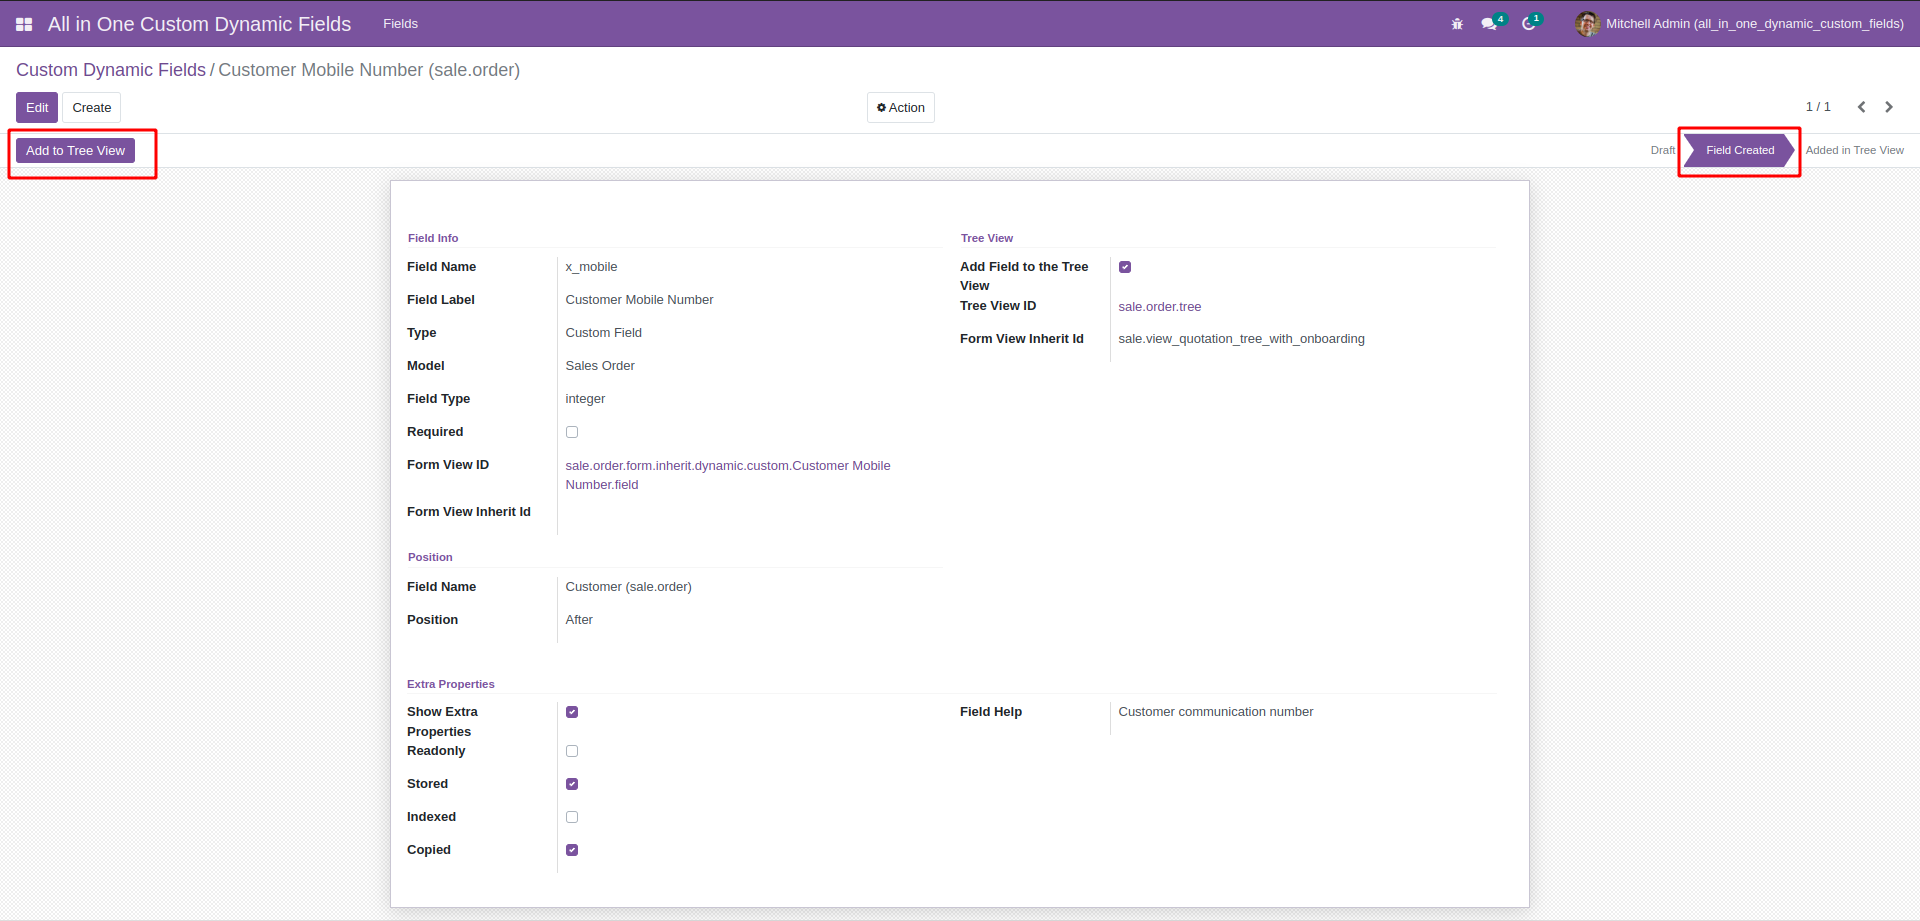 All in One Custom Dynamic Fields
Fields
4
1
Mitchell Admin (all_in_one_dynamic_custom_fields)
Custom Dynamic Fields / Customer Mobile Number (sale.order)
Edit
Create
Action
1 / 1
Add to Tree View
Draft
Field Created
Added in Tree View
Field Info
Field Name
x_mobile
Field Label
Customer Mobile Number
Type
Custom Field
Model
Sales Order
Field Type
integer
Required
Form View ID
sale.order.form.inherit.dynamic.custom.Customer Mobile
Number.field
Form View Inherit Id
Tree View
Add Field to the Tree
View
Tree View ID
sale.order.tree
Form View Inherit Id
sale.view_quotation_tree_with_onboarding
Position
Field Name
Customer (sale.order)
Position
After
Extra Properties
Show Extra
Properties
Readonly
Stored
Indexed
Copied
Field Help
Customer communication number